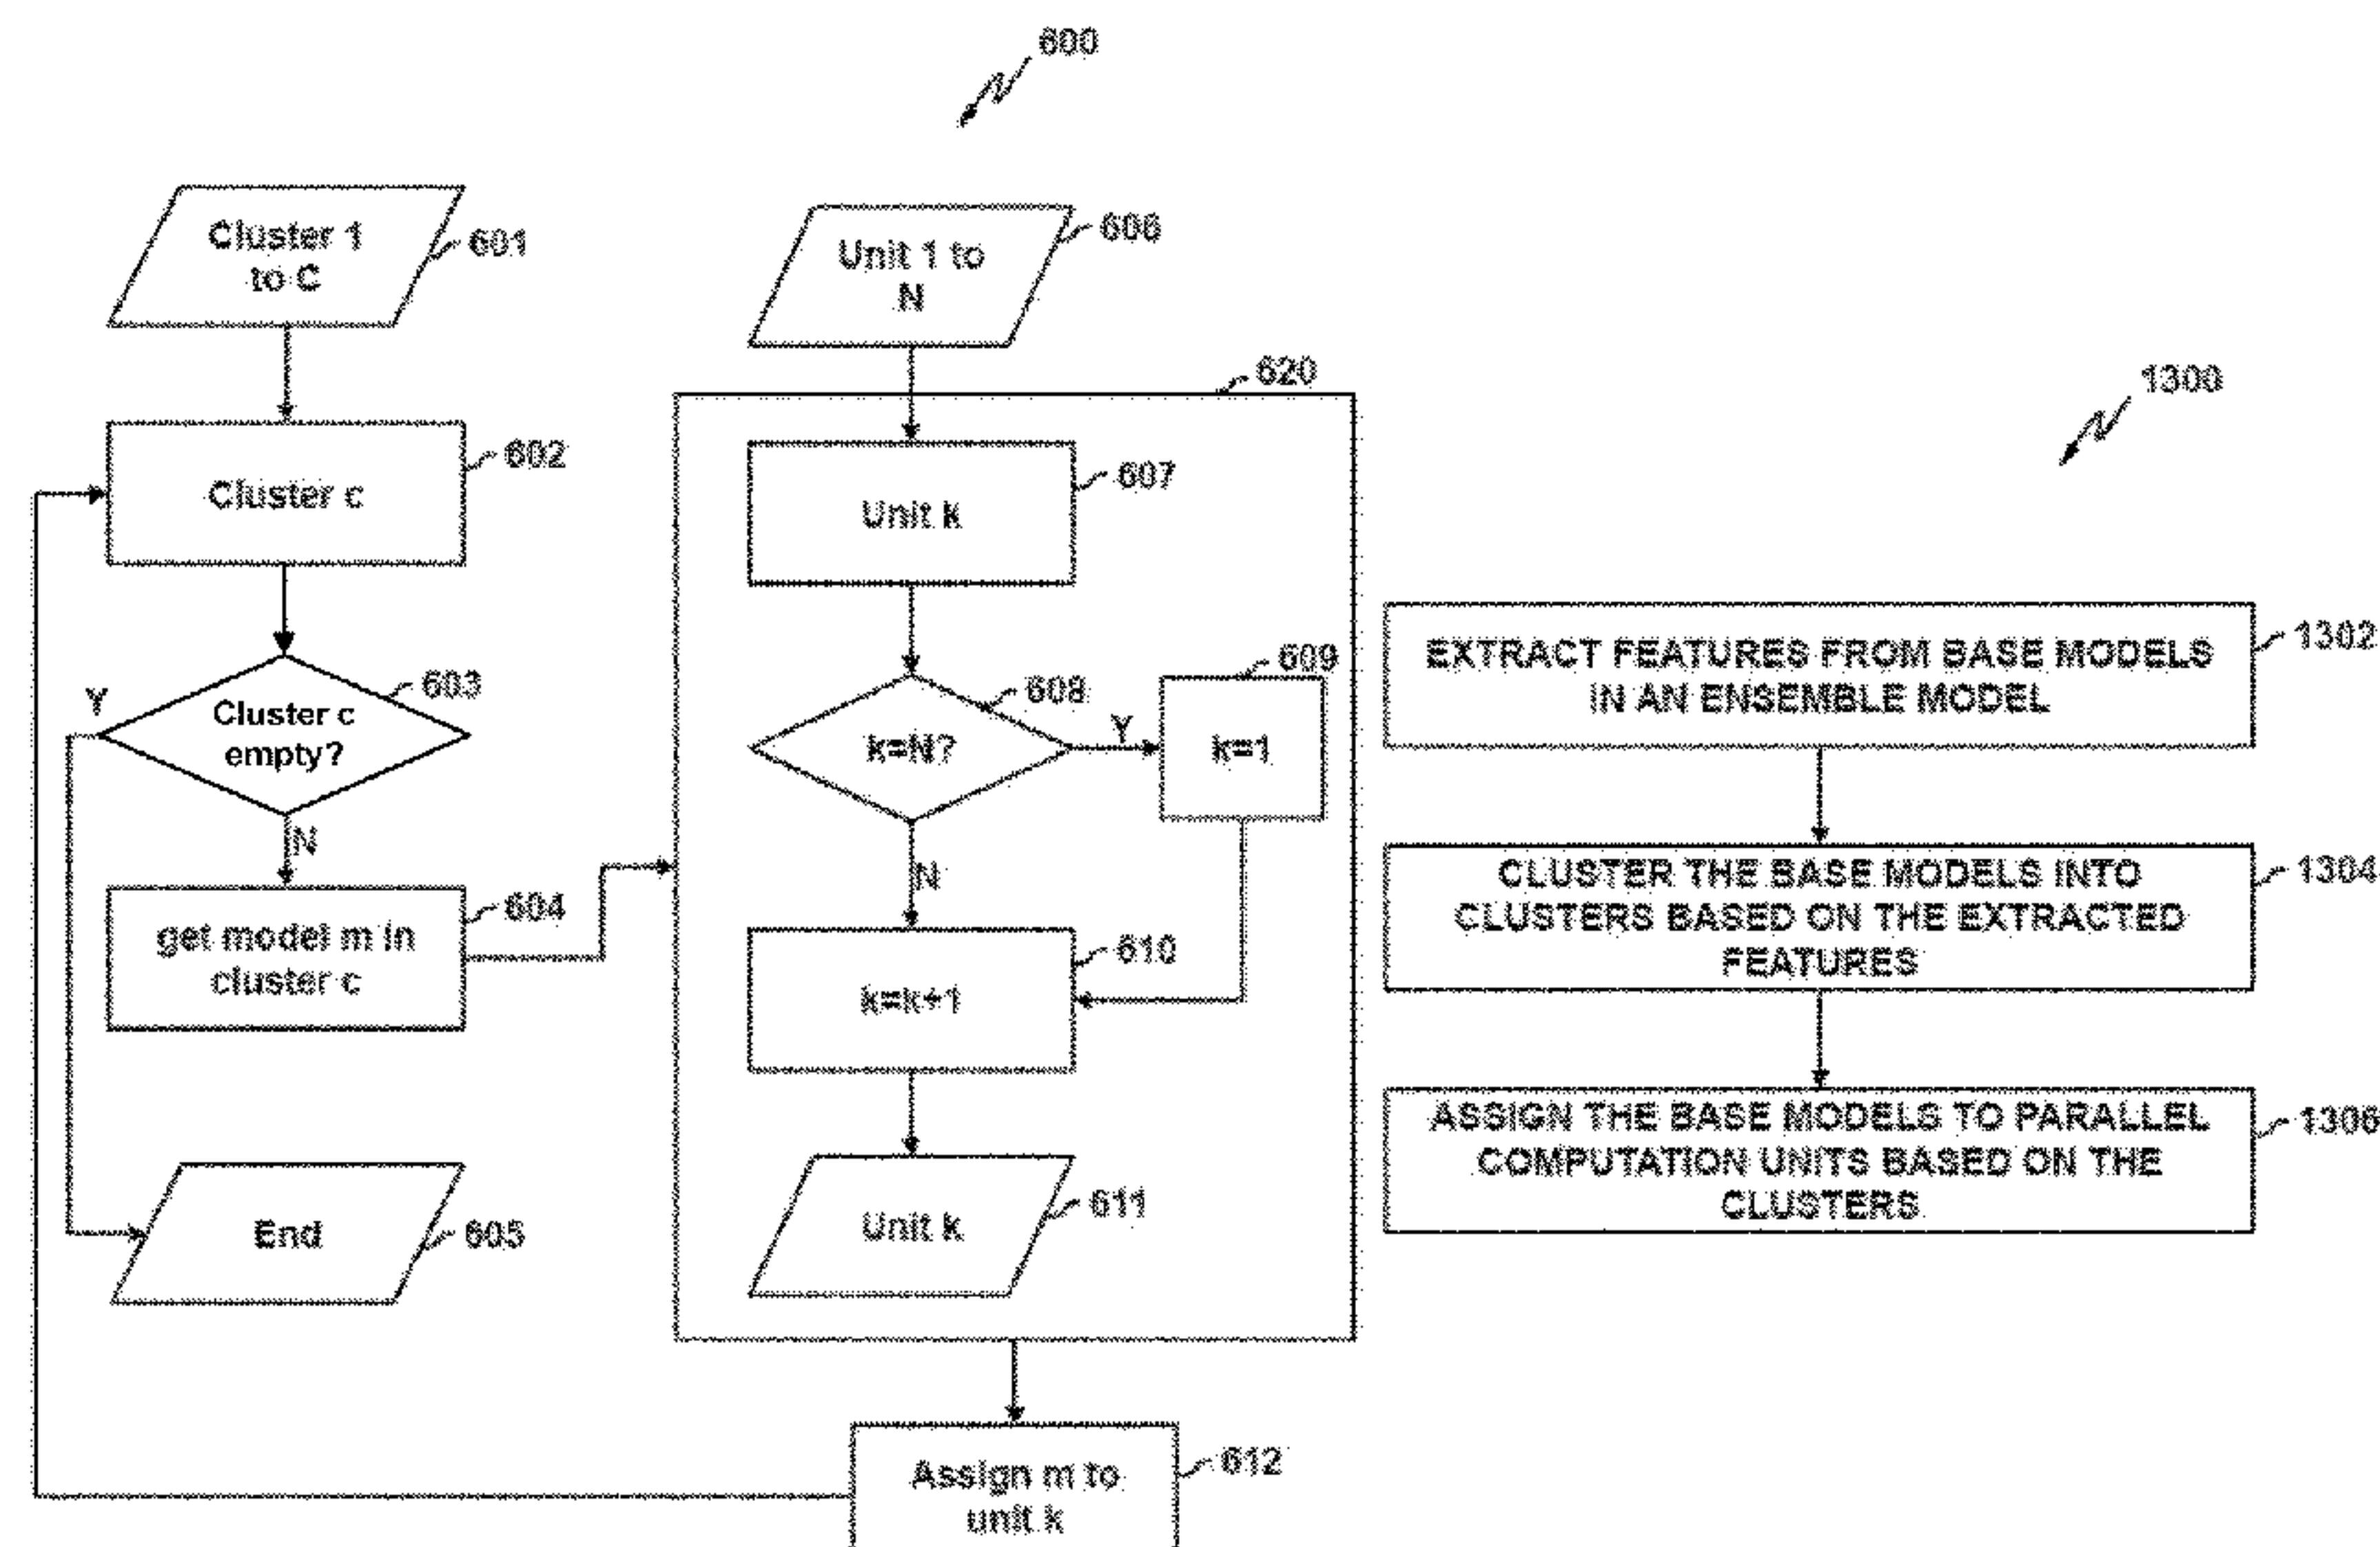 600
Cluster 1
to C
601
Cluster c
602
Cluster c
empty?
603
Y
N
get model m in
cluster c
604
End
605
Unit 1 to
N
606
620
Unit k
607
k=N?
608
Y
k=1
609
N
k=k+1
610
Unit k
611
Assign m to
unit k
612
1300
EXTRACT FEATURES FROM BASE MODELS
IN AN ENSEMBLE MODEL
1302
CLUSTER THE BASE MODELS INTO
CLUSTERS BASED ON THE EXTRACTED
FEATURES
1304
ASSIGN THE BASE MODELS TO PARALLEL
COMPUTATION UNITS BASED ON THE
CLUSTERS
1306